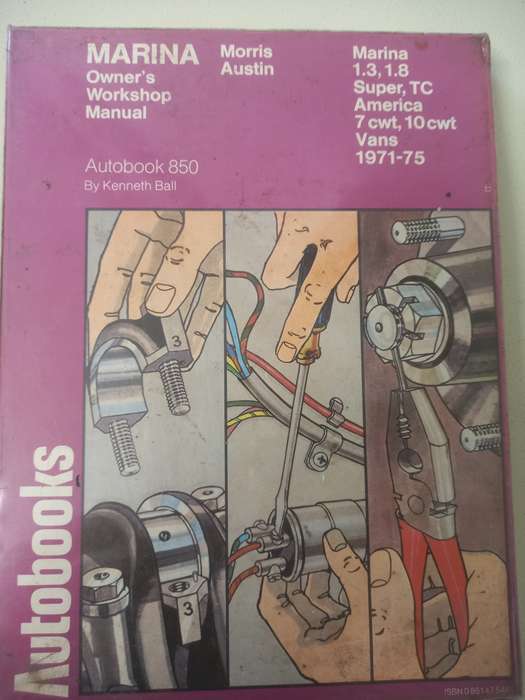 MARINA
Owner's
Workshop
Manual
Morris
Austin
Marina
1.3, 1.8
Super, TC
America
7 cwt, 10 cwt
Vans
1971-75
Autobook 850
By Kenneth Ball
3
3
Autobooks